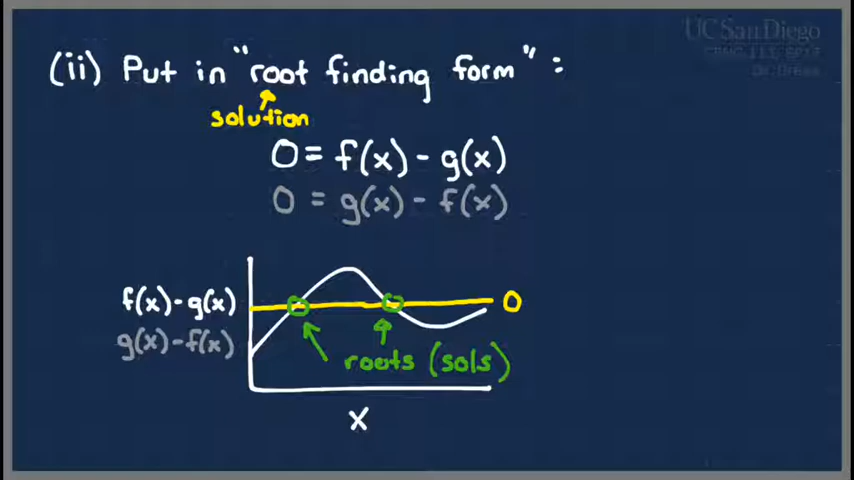 UC San Diego
(ii) Put in "root finding form" :
solution
0 = f(x) - g(x)
0 = g(x) - f(x)
f(x)-g(x)
0
g(x)-f(x)
roots (sols)
x